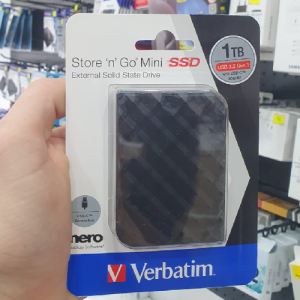 Store 'n' Go Mini SSD
External Solid State Drive
1TB
USB 3.2 Gen 1
nero
Verbatim